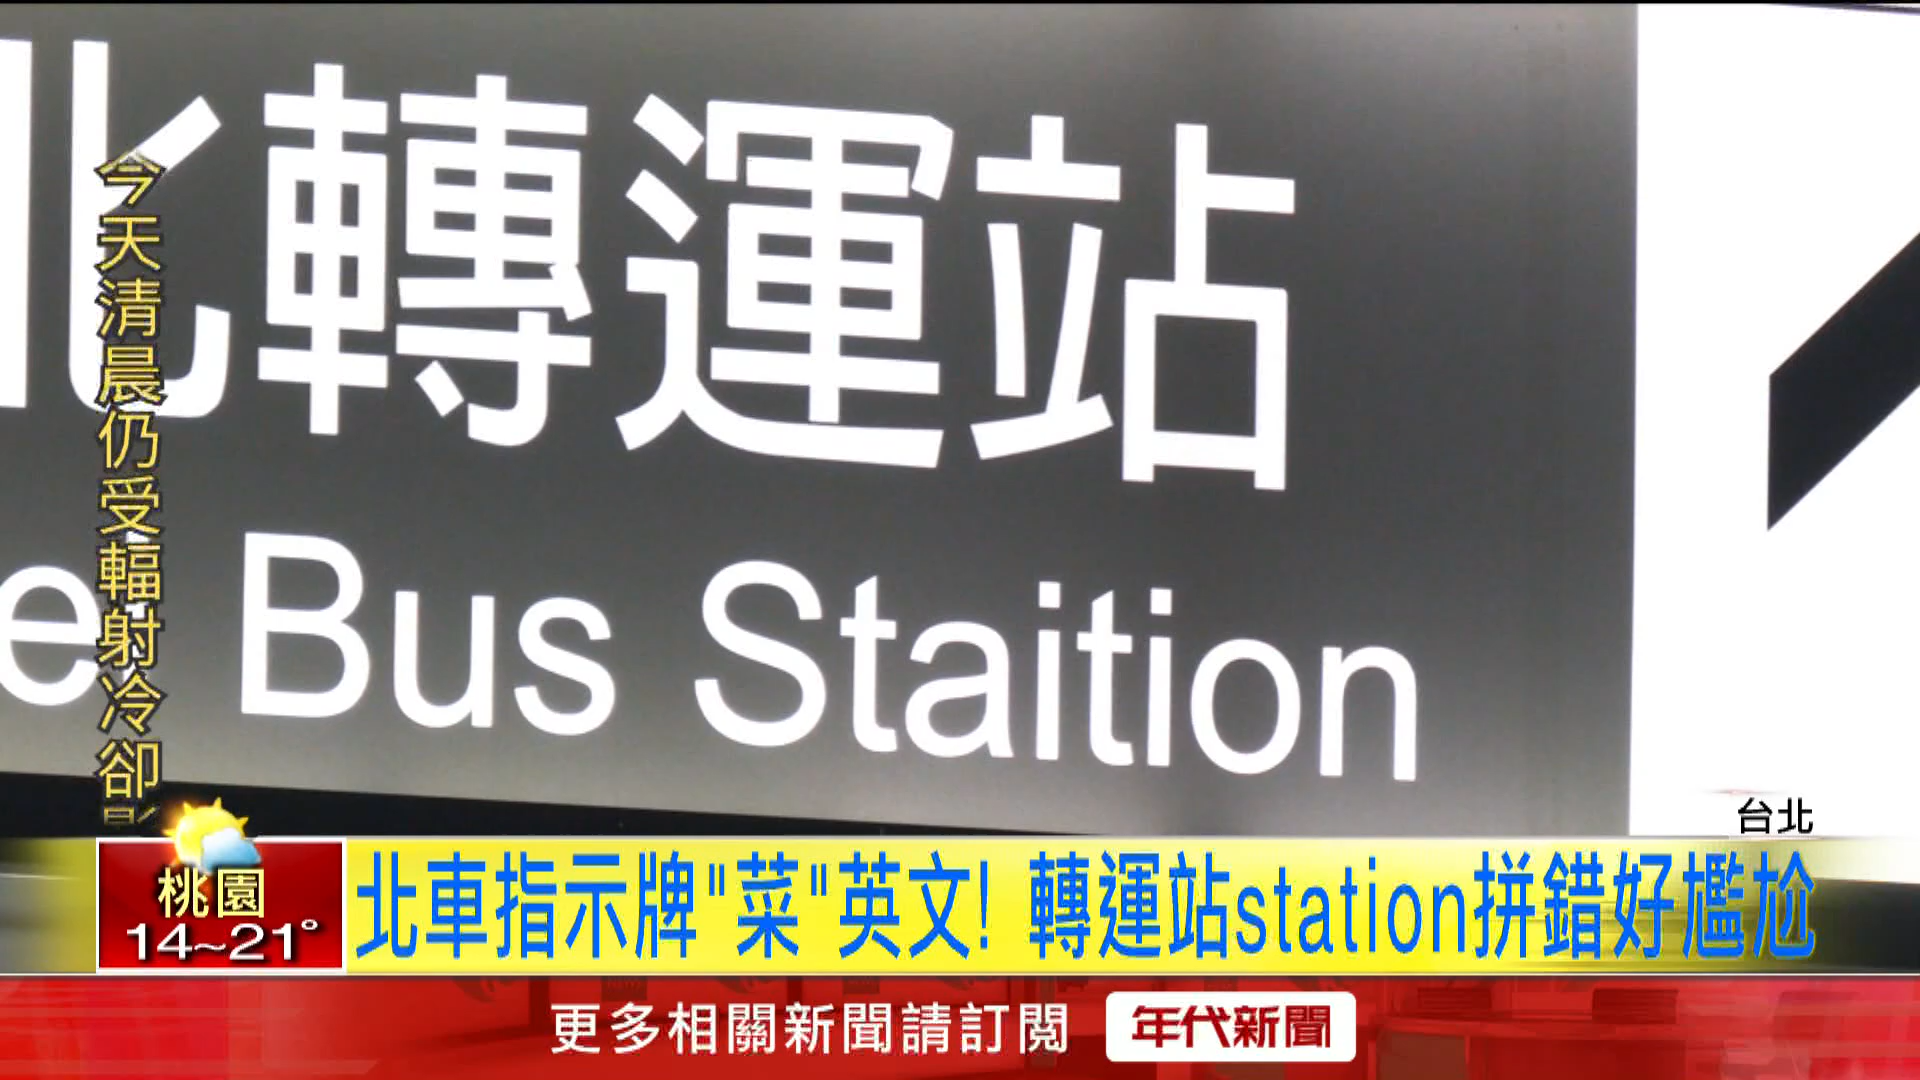 北轉運站
e Bus Staition
今天清晨仍受輻射冷卻
台北
桃園
14~21°
北車指示牌"菜"英文! 轉運站station拼錯好尷尬
更多相關新聞請訂閱
年代新聞